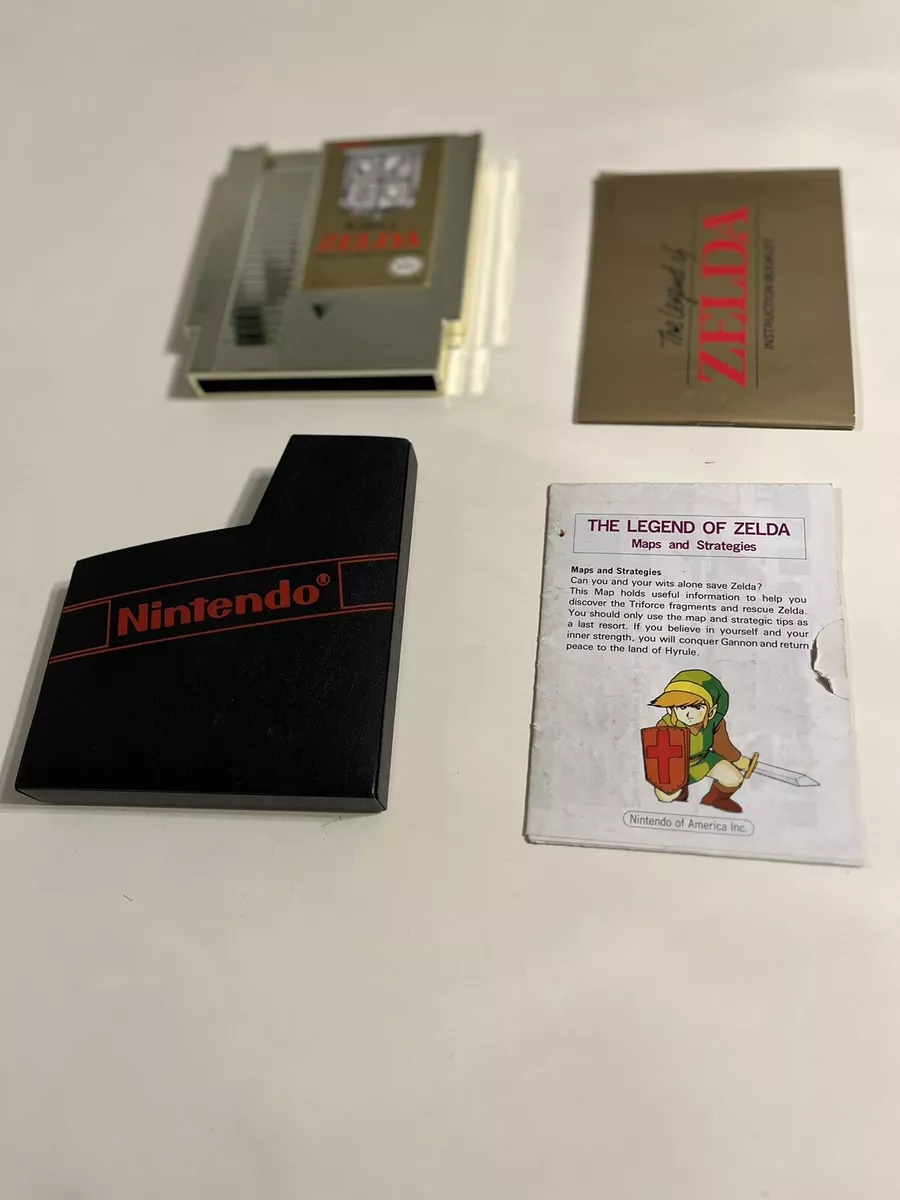 ZELDA
The Legend of
ZELDA
INSTRUCTION BOOKLET
Nintendo®
THE LEGEND OF ZELDA
Maps and Strategies
Maps and Strategies
Can you and your wits alone save Zelda?
This Map holds useful information to help you
discover the Triforce fragments and rescue Zelda.
You should only use the map and strategic tips as
a last resort. If you believe in yourself and your
inner strength, you will conquer Gannon and return
peace to the land of Hyrule.
Nintendo of America Inc.